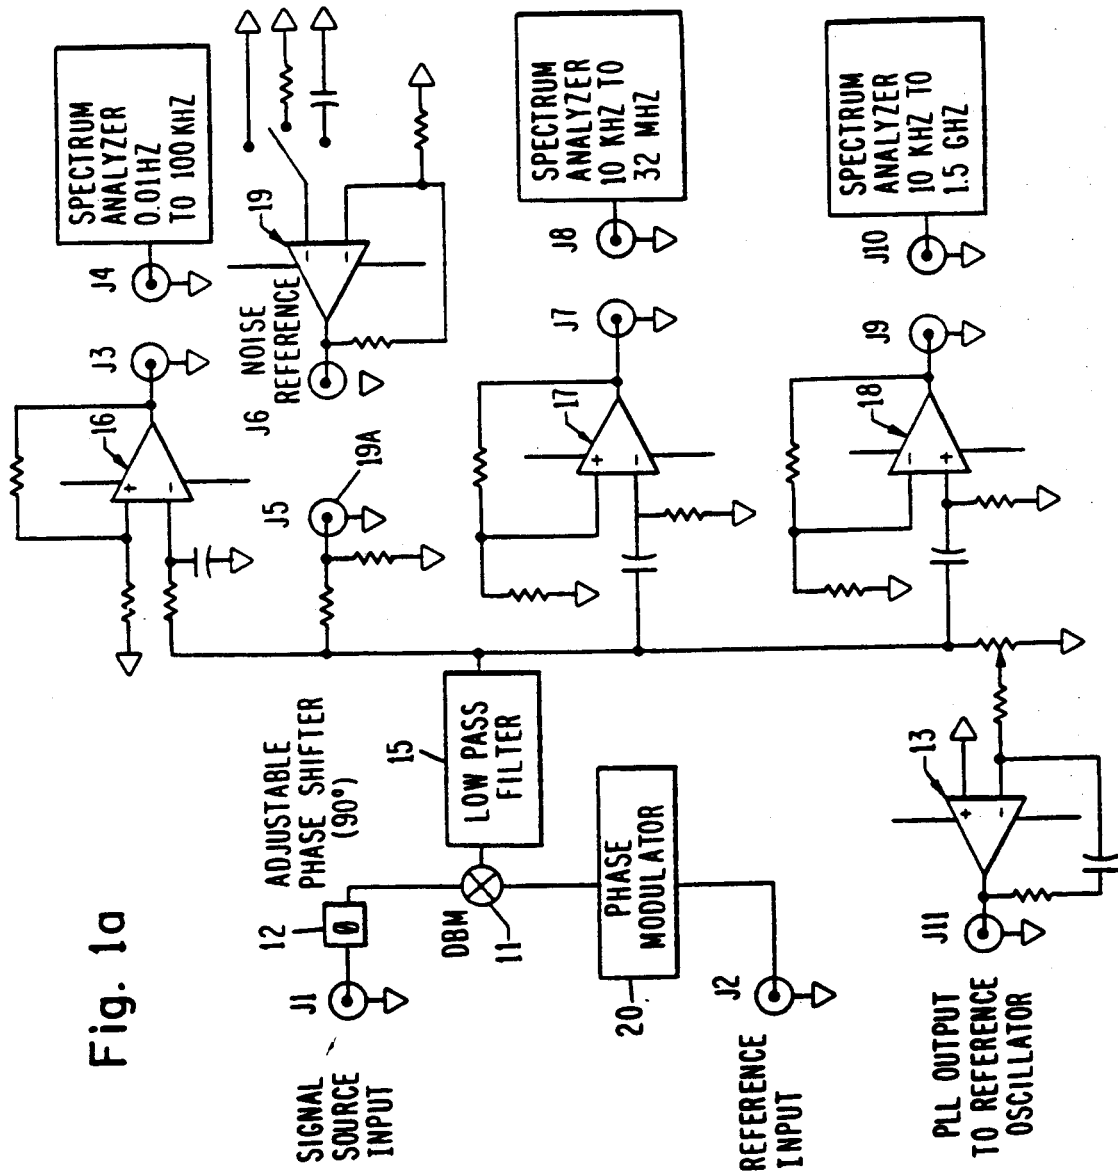 Fig. 1a
SIGNAL
SOURCE
INPUT
J1
12
Ø
ADJUSTABLE
PHASE SHIFTER
(90°)
DBM
11
15
LOW PASS
FILTER
20
PHASE
MODULATOR
REFERENCE
INPUT
J2
PLL OUTPUT
TO REFERENCE
OSCILLATOR
J11
13
+
-
16
+
-
J3
J4
SPECTRUM
ANALYZER
0.01HZ
TO 100KHZ
J5
19A
J6
NOISE
REFERENCE
19
-
-
17
+
-
J7
J8
SPECTRUM
ANALYZER
10 KHZ TO
32 MHZ
18
-
+
J9
J10
SPECTRUM
ANALYZER
10 KHZ TO
1.5 GHZ